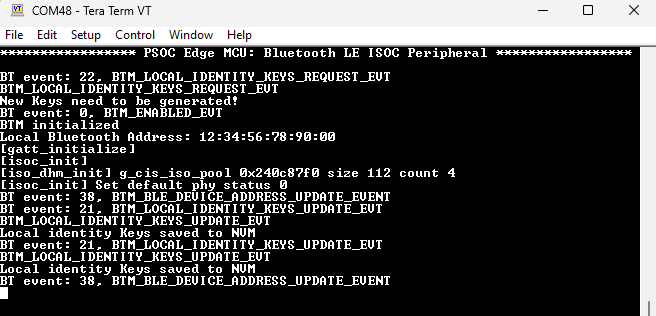 COM48 - Tera Term VT
File Edit Setup Control Window Help
***************** PSOC Edge MCU: Bluetooth LE ISOC Peripheral *****************
BT event: 22, BTM_LOCAL_IDENTITY_KEYS_REQUEST_EVT
BTM_LOCAL_IDENTITY_KEYS_REQUEST_EVT
New Keys need to be generated!
BT event: 0, BTM_ENABLED_EVT
BTM initialized
Local Bluetooth Address: 12:34:56:78:90:00
[gatt_initialize]
[isoc_init]
[iso_dhm_init] g_cis_iso_pool 0x240c87f0 size 112 count 4
[isoc_init] Set default phy status 0
BT event: 38, BTM_BLE_DEVICE_ADDRESS_UPDATE_EVENT
BT event: 21, BTM_LOCAL_IDENTITY_KEYS_UPDATE_EVT
BTM_LOCAL_IDENTITY_KEYS_UPDATE_EVT
Local identity Keys saved to NVM
BT event: 21, BTM_LOCAL_IDENTITY_KEYS_UPDATE_EVT
BTM_LOCAL_IDENTITY_KEYS_UPDATE_EVT
Local identity Keys saved to NVM
BT event: 38, BTM_BLE_DEVICE_ADDRESS_UPDATE_EVENT